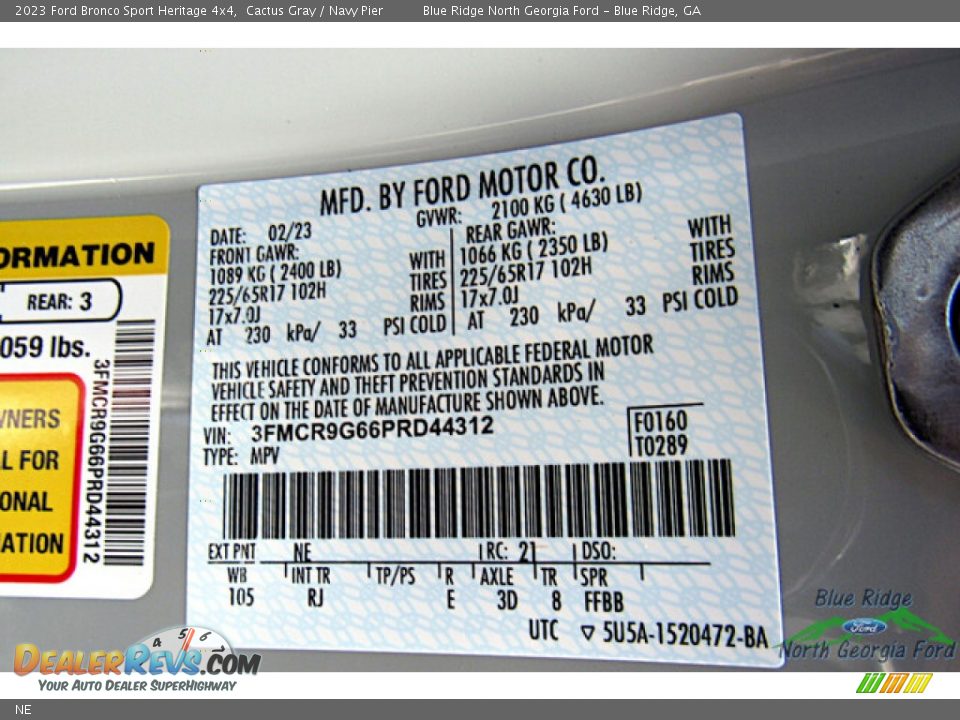 2023 Ford Bronco Sport Heritage 4x4, Cactus Gray / Navy Pier Blue Ridge North Georgia Ford - Blue Ridge, GA
MFD. BY FORD MOTOR CO.
DATE: 02/23 GVWR: 2100 KG ( 4630 LB)
FRONT GAWR: REAR GAWR:
1089 KG ( 2400 LB) WITH 1066 KG ( 2350 LB) WITH
225/65R17 102H TIRES 225/65R17 102H TIRES
17x7.0J RIMS 17x7.0J RIMS
AT 230 kPa/ 33 PSI COLD AT 230 kPa/ 33 PSI COLD
THIS VEHICLE CONFORMS TO ALL APPLICABLE FEDERAL MOTOR
VEHICLE SAFETY AND THEFT PREVENTION STANDARDS IN
EFFECT ON THE DATE OF MANUFACTURE SHOWN ABOVE.
VIN: 3FMCR9G66PRD44312 F0160
TYPE: MPV T0289
EXT PNT NE RC: 21 DSO:
WB INT TR TP/PS R AXLE TR SPR
105 RJ E 3D 8 FFBB
UTC ▽ 5U5A-1520472-BA
ORMATION
REAR: 3
059 lbs.
3FMCR9G66PRD44312
WNERS
L FOR
ONAL
ATION
Blue Ridge
Ford
North Georgia Ford
4 5 6
DealerRevs.com
Your Auto Dealer SuperHighway
NE